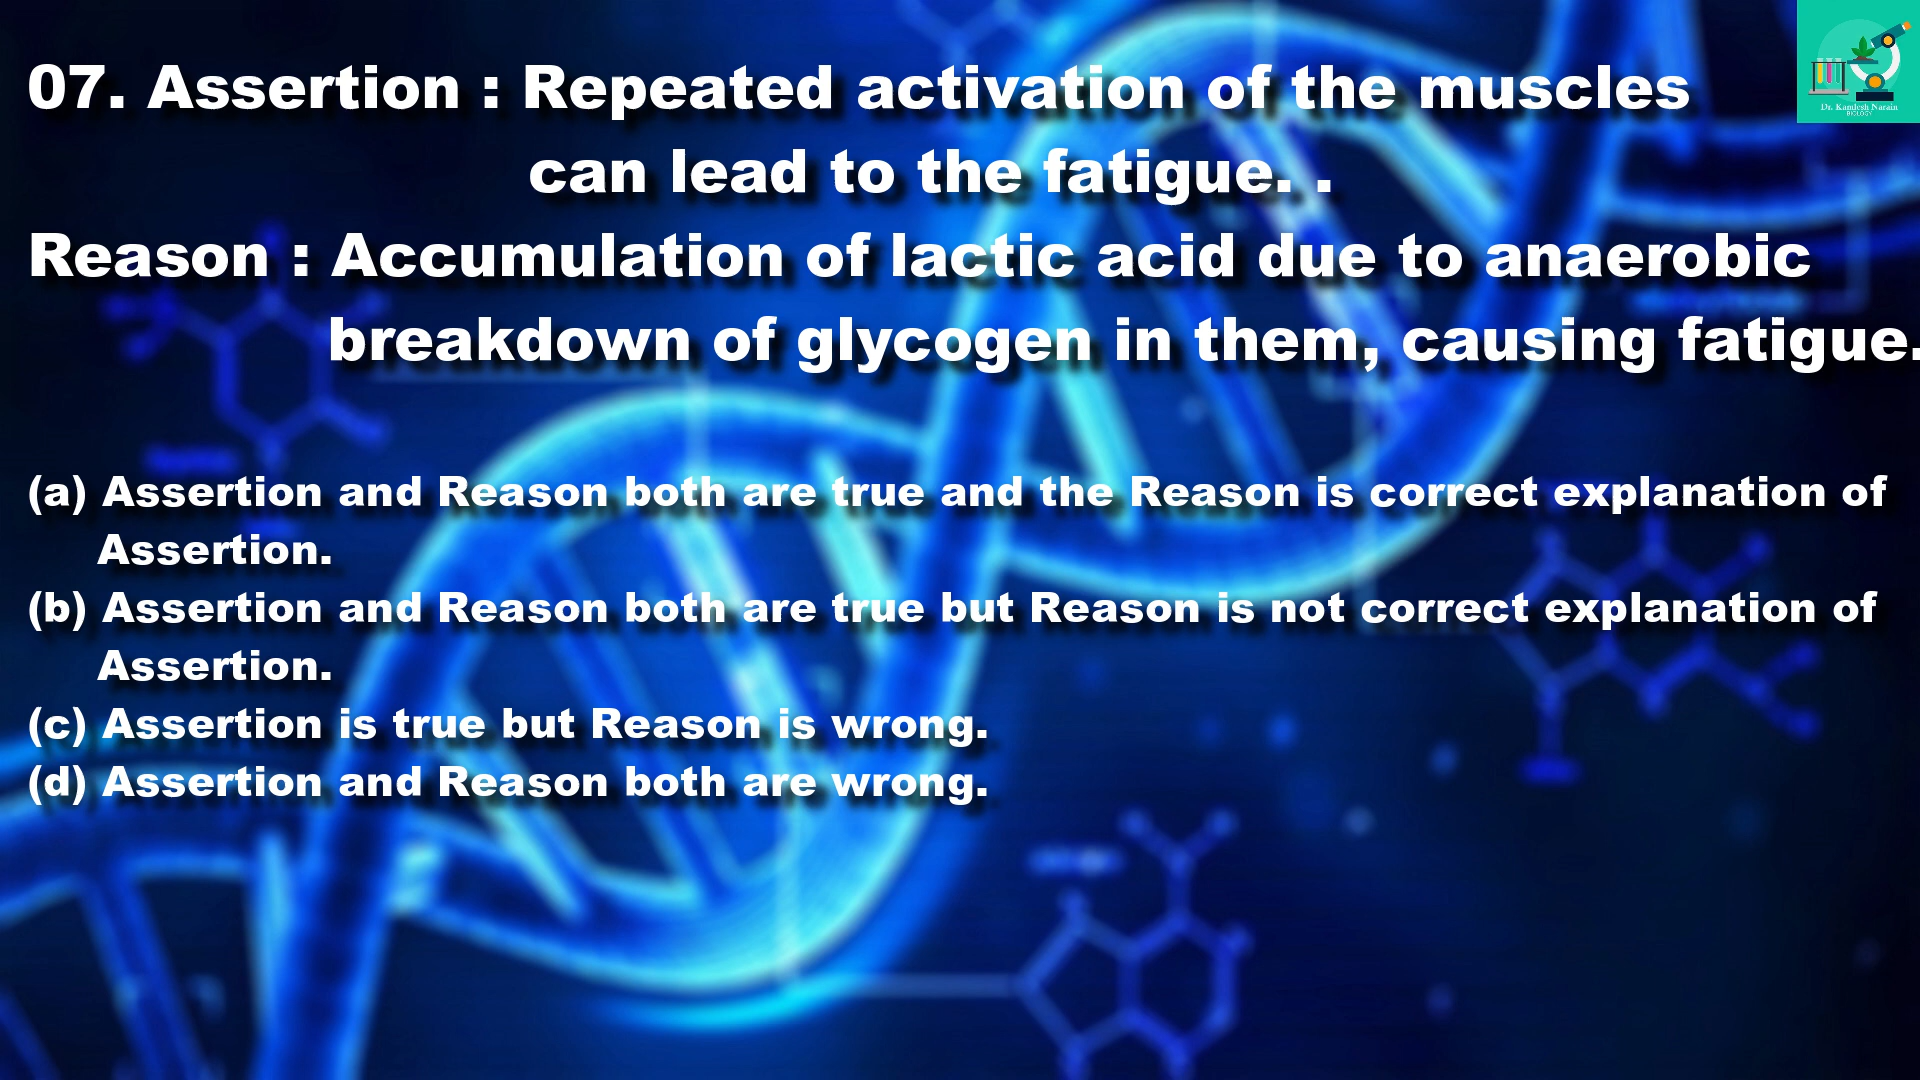 07. Assertion : Repeated activation of the muscles
can lead to the fatigue. .
Reason : Accumulation of lactic acid due to anaerobic
breakdown of glycogen in them, causing fatigue.
(a) Assertion and Reason both are true and the Reason is correct explanation of
Assertion.
(b) Assertion and Reason both are true but Reason is not correct explanation of
Assertion.
(c) Assertion is true but Reason is wrong.
(d) Assertion and Reason both are wrong.
Dr. Kamlesh Narain
BIOLOGY